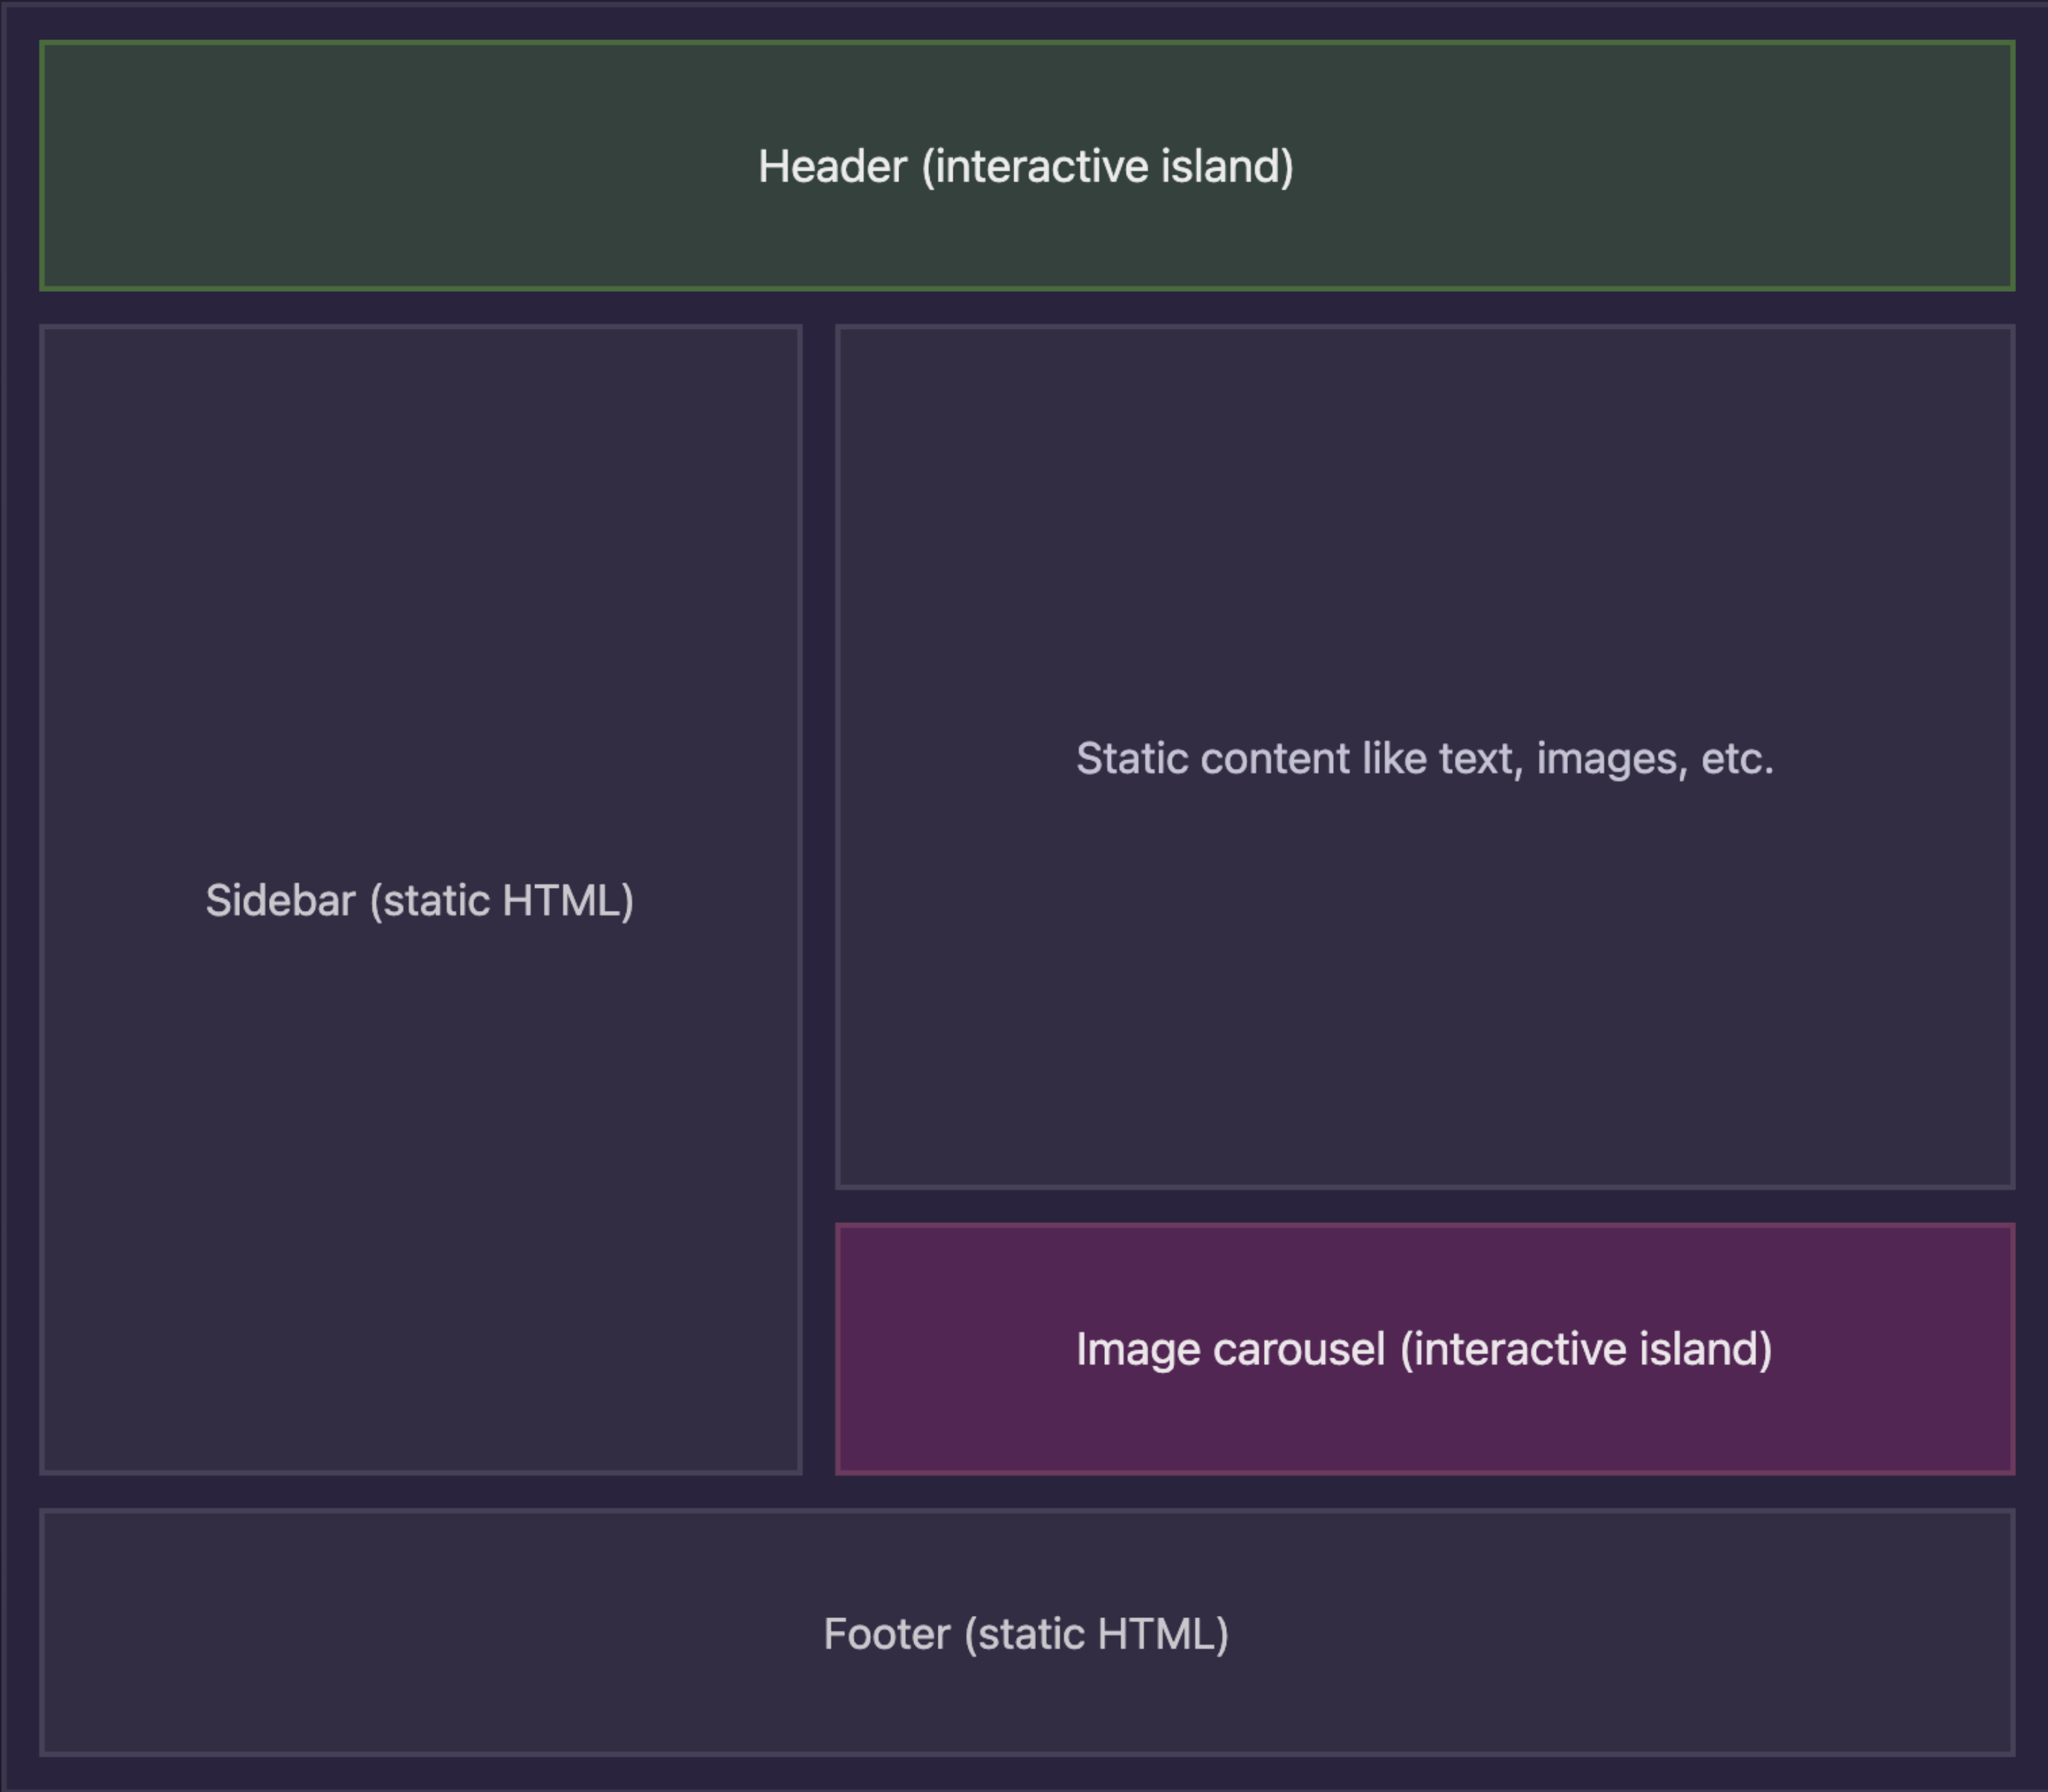 Header (interactive island)
Sidebar (static HTML)
Static content like text, images, etc.
Image carousel (interactive island)
Footer (static HTML)